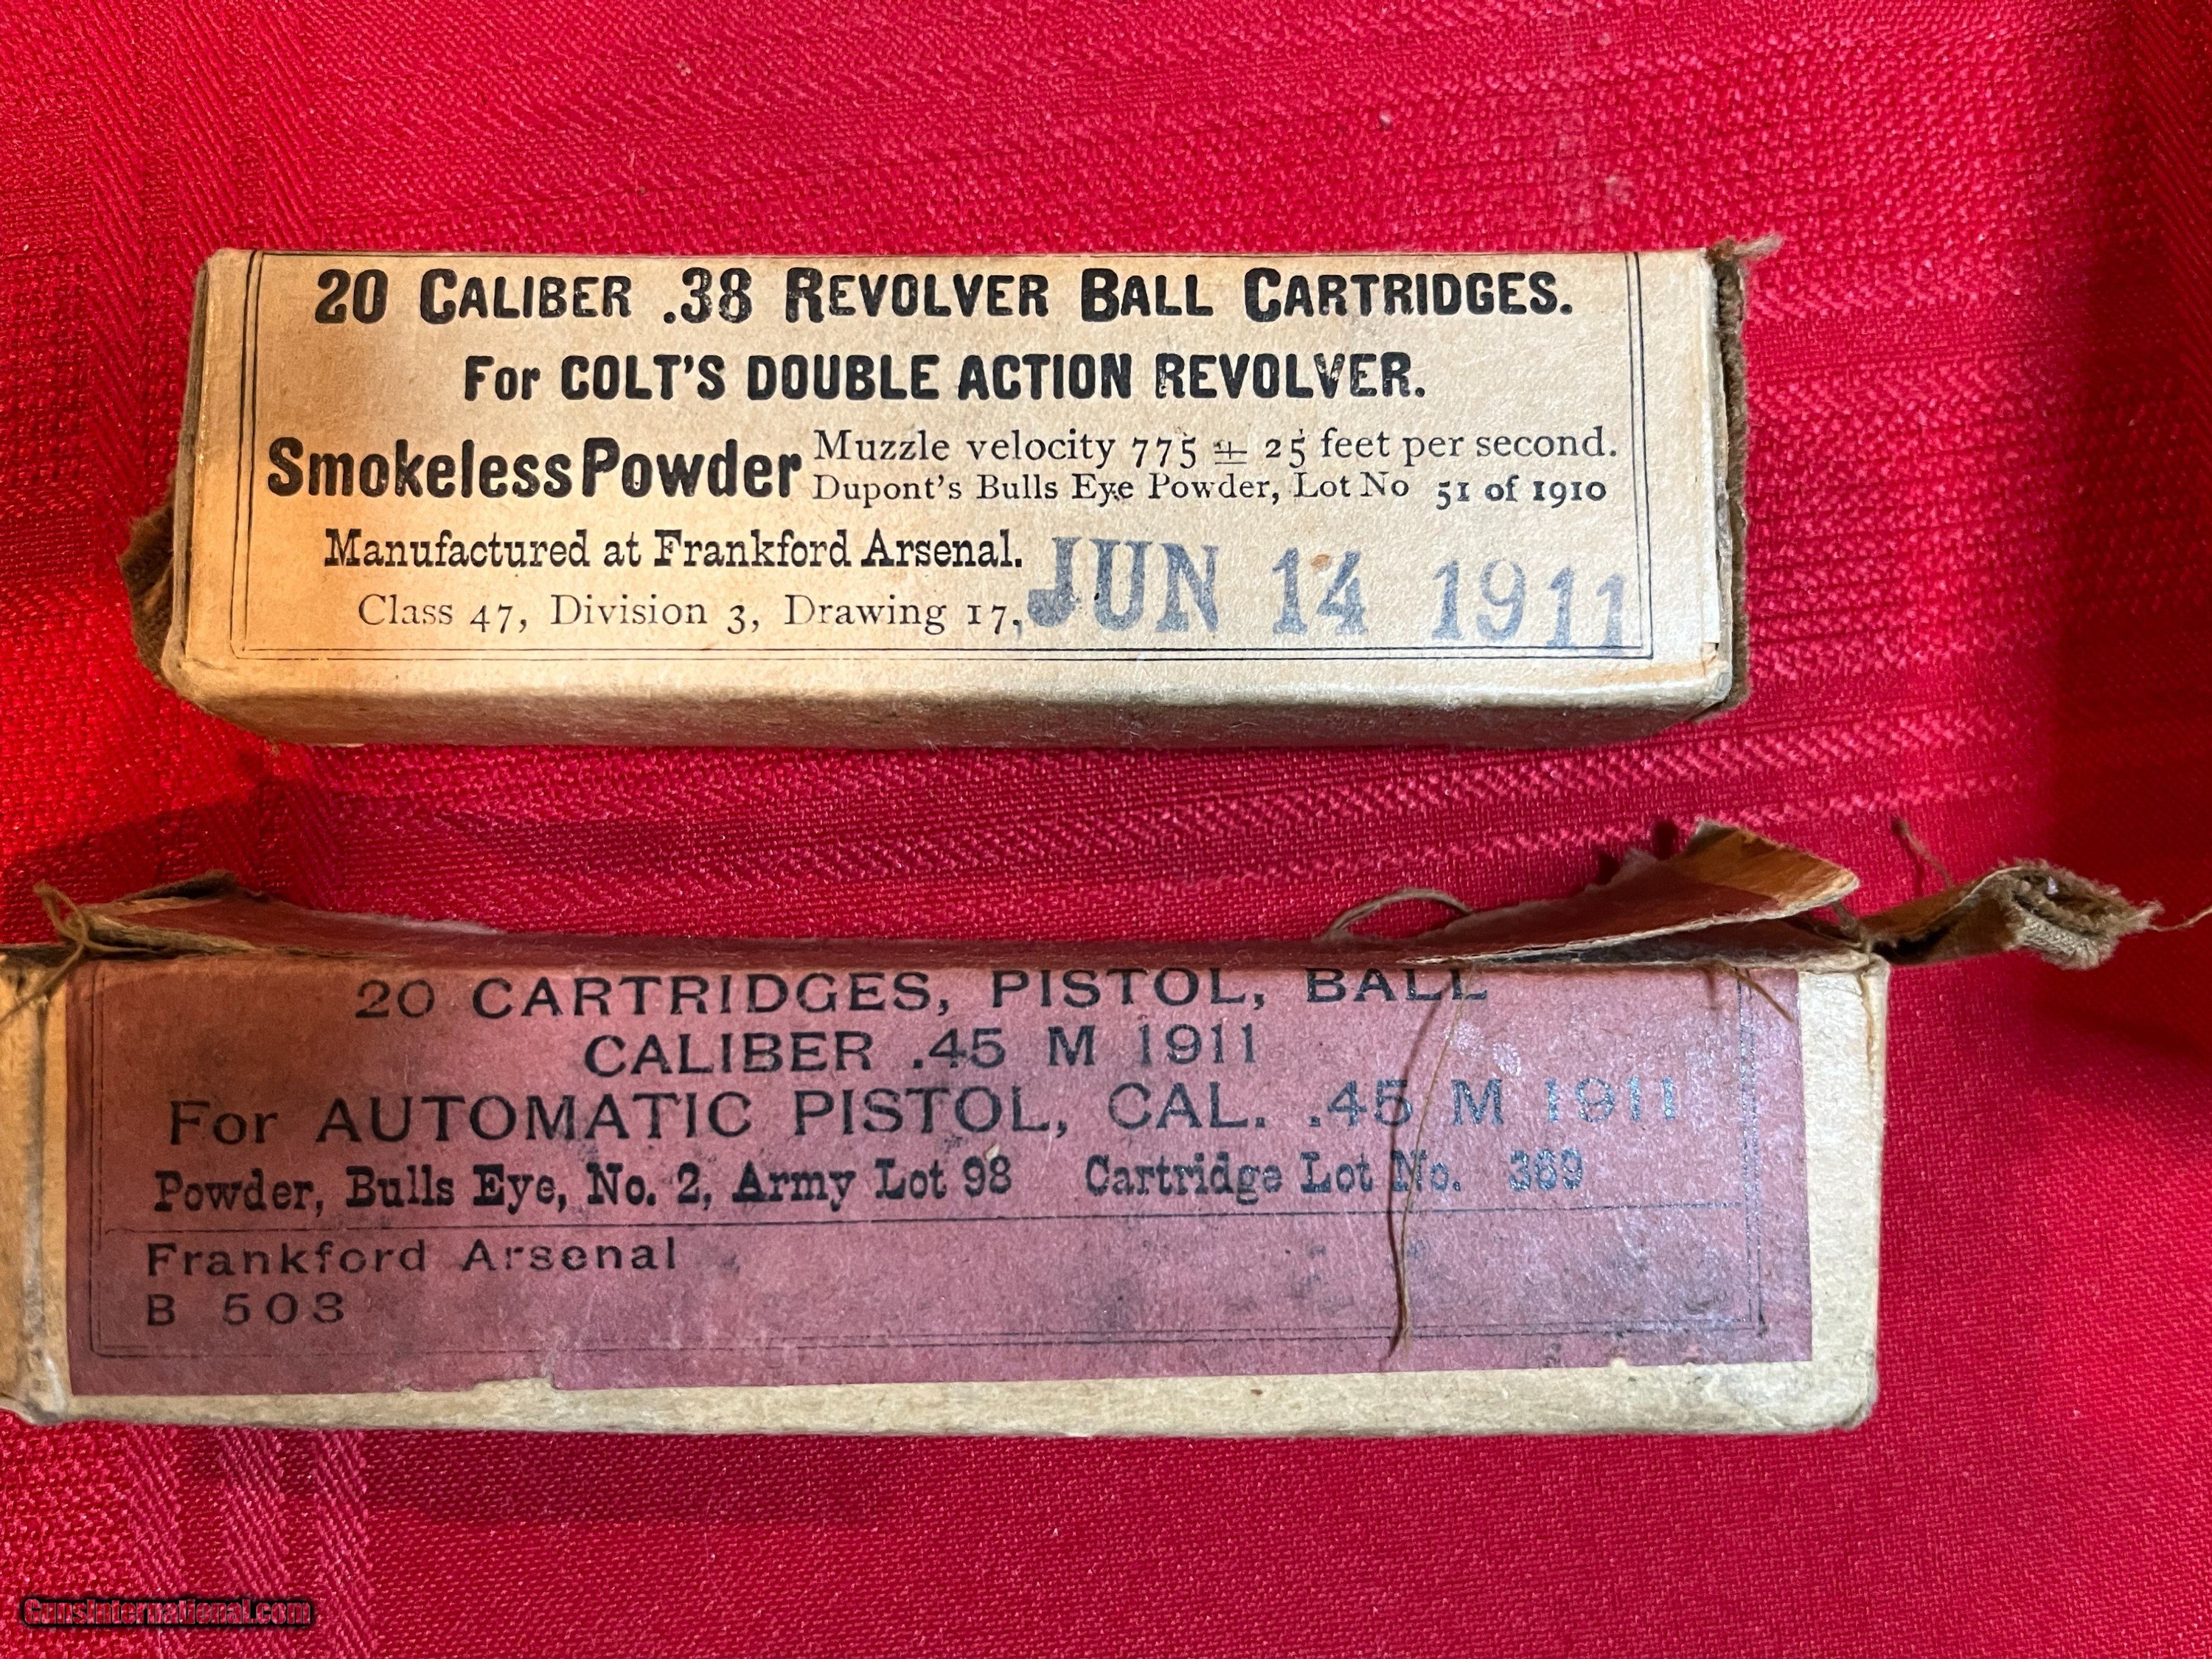 20 CALIBER .38 REVOLVER BALL CARTRIDGES.
For COLT'S DOUBLE ACTION REVOLVER.
Smokeless Powder Muzzle velocity 775 ± 25 feet per second.
Dupont's Bulls Eye Powder, Lot No 51 of 1910
Manufactured at Frankford Arsenal.
Class 47, Division 3, Drawing 17, JUN 14 1911
20 CARTRIDGES, PISTOL, BALL
CALIBER .45 M 1911
For AUTOMATIC PISTOL, CAL. .45 M 1911
Powder, Bulls Eye, No. 2, Army Lot 98 Cartridge Lot No. 369
Frankford Arsenal
B 503
GunsInternational.com